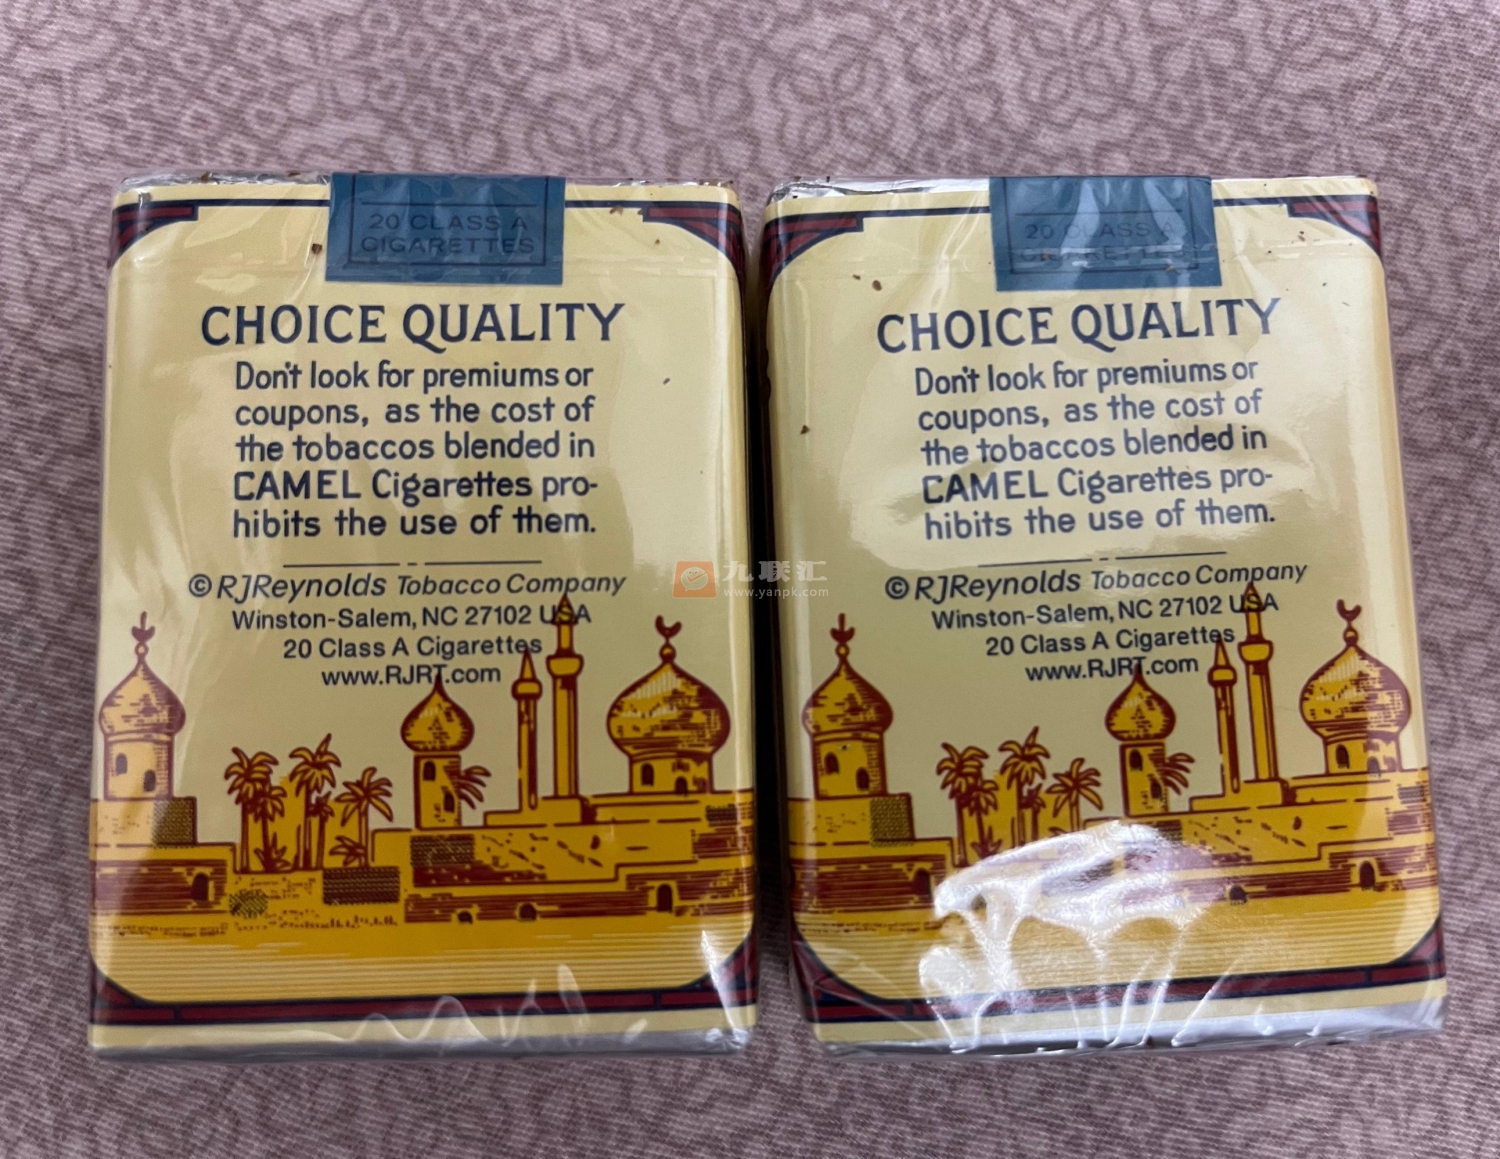 20 CLASS A
CIGARETTES
CHOICE QUALITY
Don't look for premiums or
coupons, as the cost of
the tobaccos blended in
CAMEL Cigarettes pro-
hibits the use of them.
© RJReynolds Tobacco Company
Winston-Salem, NC 27102 USA
20 Class A Cigarettes
www.RJRT.com
20 CLASS A
CIGARETTES
CHOICE QUALITY
Don't look for premiums or
coupons, as the cost of
the tobaccos blended in
CAMEL Cigarettes pro-
hibits the use of them.
© RJReynolds Tobacco Company
Winston-Salem, NC 27102 USA
20 Class A Cigarettes
www.RJRT.com
九联汇
www.yanpk.com